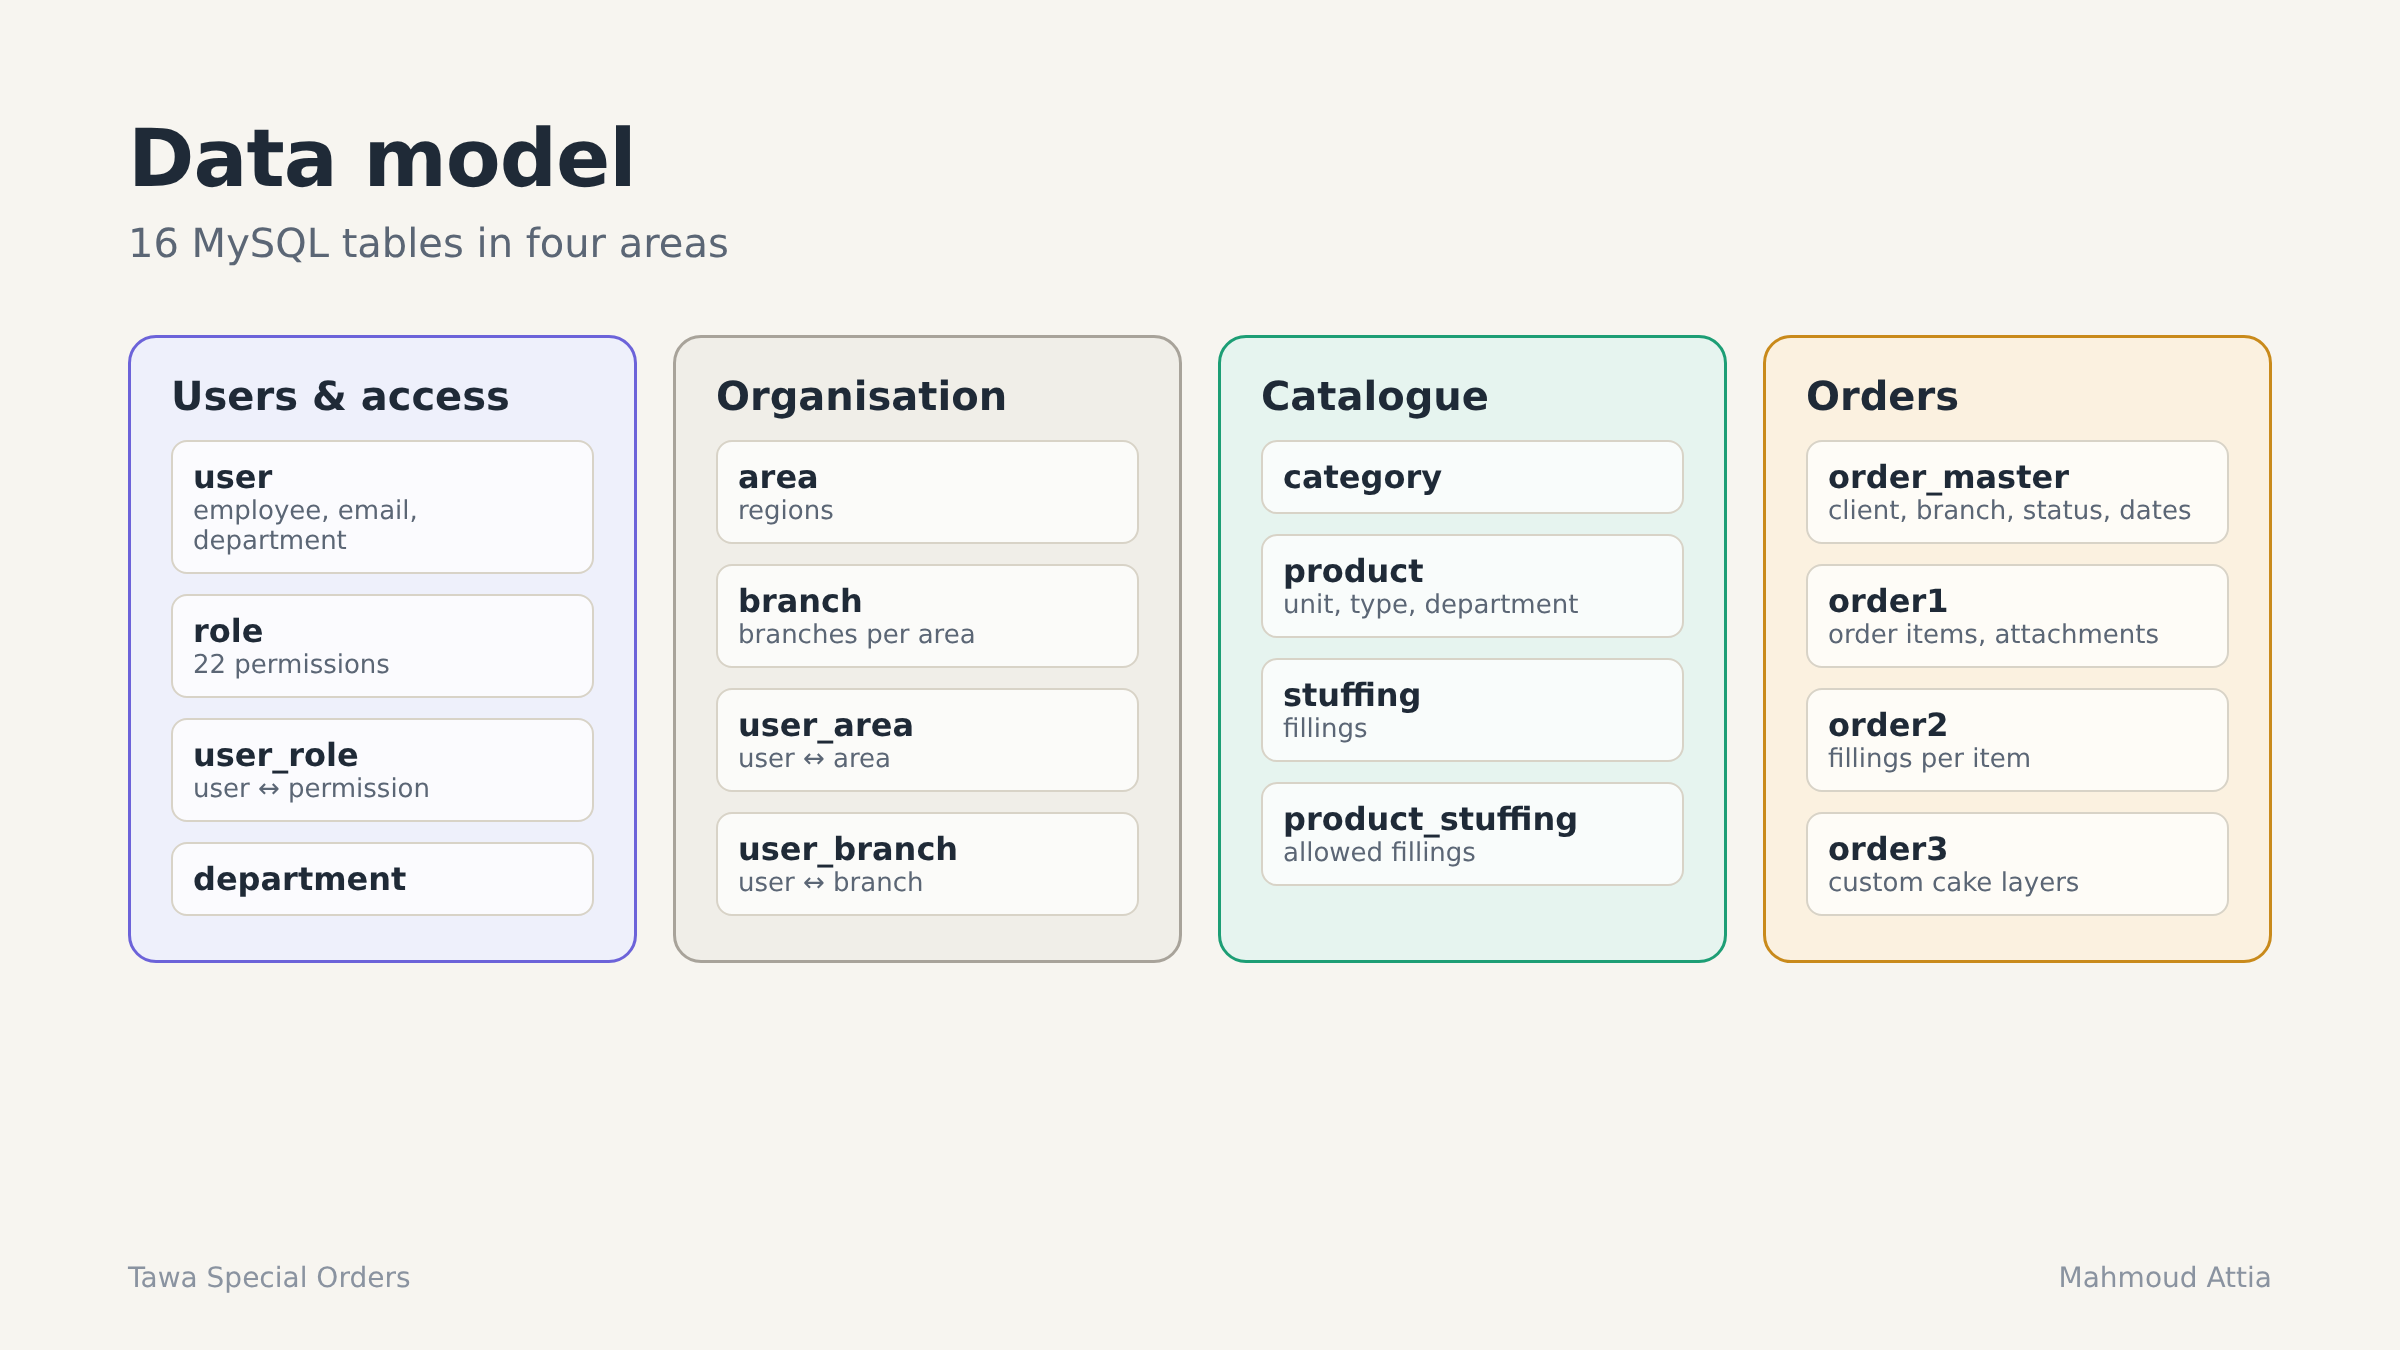 Data model
16 MySQL tables in four areas
Users & access
user
employee, email,
department
role
22 permissions
user_role
user ↔ permission
department
Organisation
area
regions
branch
branches per area
user_area
user ↔ area
user_branch
user ↔ branch
Catalogue
category
product
unit, type, department
stuffing
fillings
product_stuffing
allowed fillings
Orders
order_master
client, branch, status, dates
order1
order items, attachments
order2
fillings per item
order3
custom cake layers
Tawa Special Orders
Mahmoud Attia